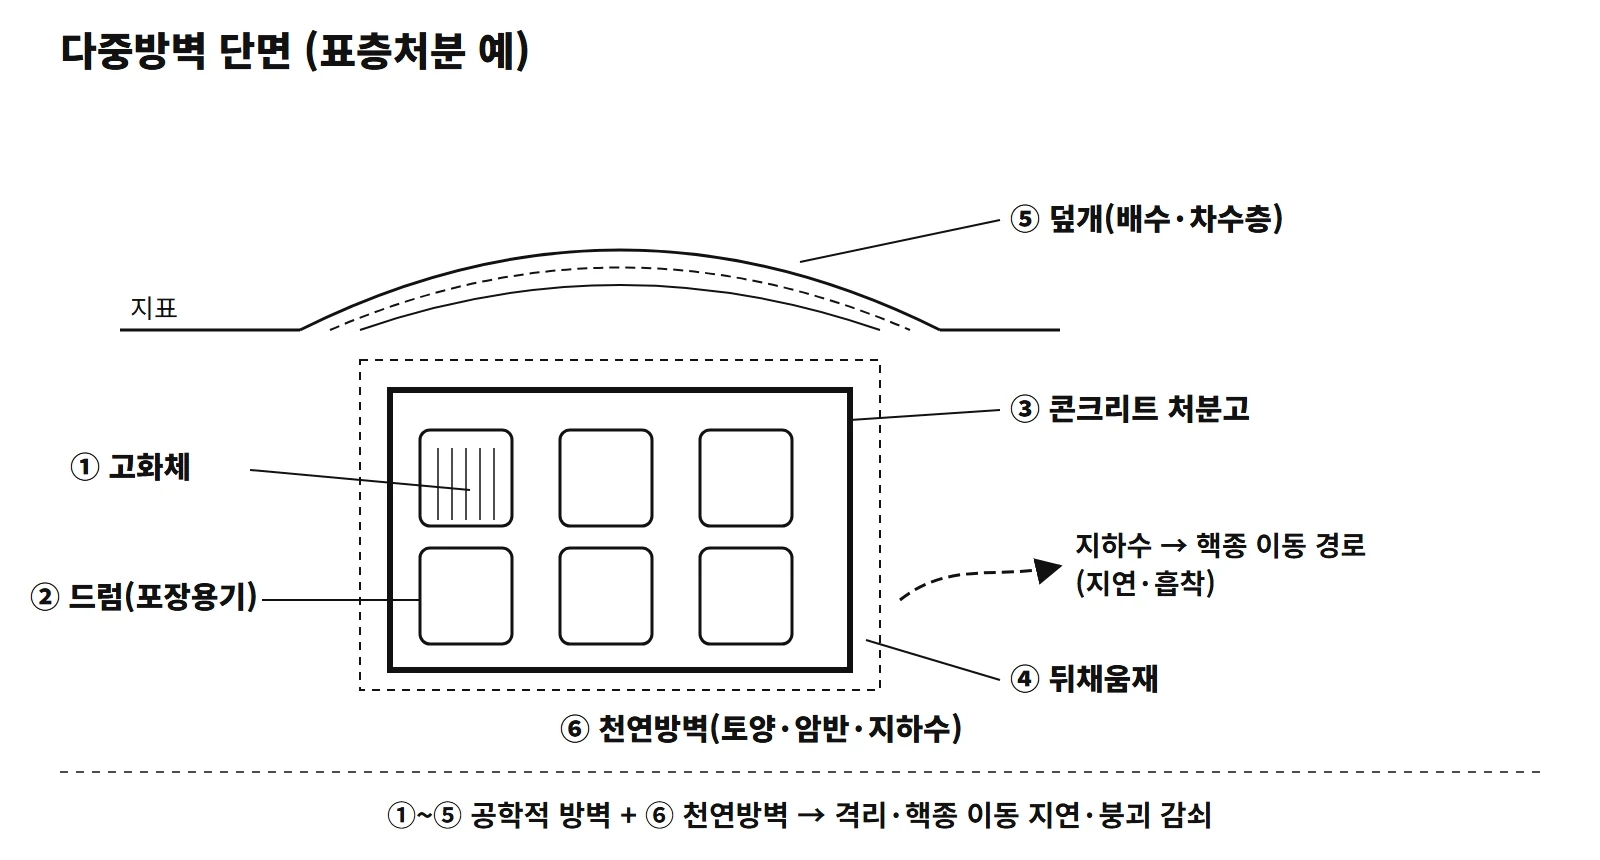 다중방벽 단면 (표층처분 예)
⑤ 덮개(배수·차수층)
지표
③ 콘크리트 처분고
① 고화체
지하수 → 핵종 이동 경로
(지연·흡착)
② 드럼(포장용기)
④ 뒤채움재
⑥ 천연방벽(토양·암반·지하수)
①~⑤ 공학적 방벽 + ⑥ 천연방벽 → 격리·핵종 이동 지연·붕괴 감쇠